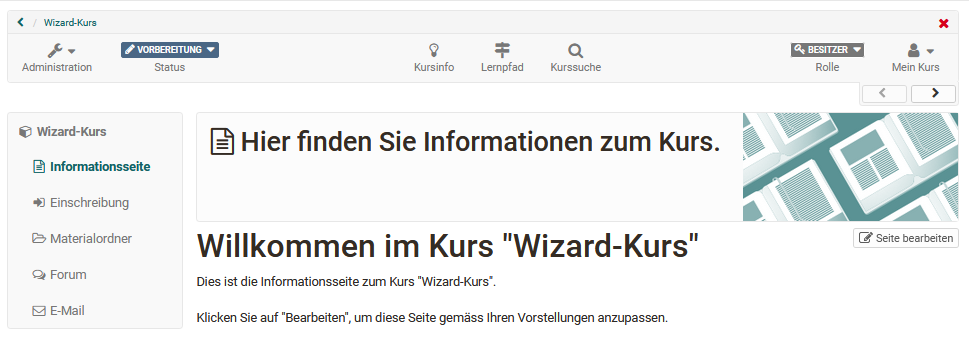 / Wizard-Kurs
Administration
VORBEREITUNG
Status
Kursinfo
Lernpfad
Kurssuche
BESITZER
Rolle
Mein Kurs
Wizard-Kurs
Informationsseite
Einschreibung
Materialordner
Forum
E-Mail
Hier finden Sie Informationen zum Kurs.
Willkommen im Kurs "Wizard-Kurs"
Seite bearbeiten
Dies ist die Informationsseite zum Kurs "Wizard-Kurs".
Klicken Sie auf "Bearbeiten", um diese Seite gemäss Ihren Vorstellungen anzupassen.